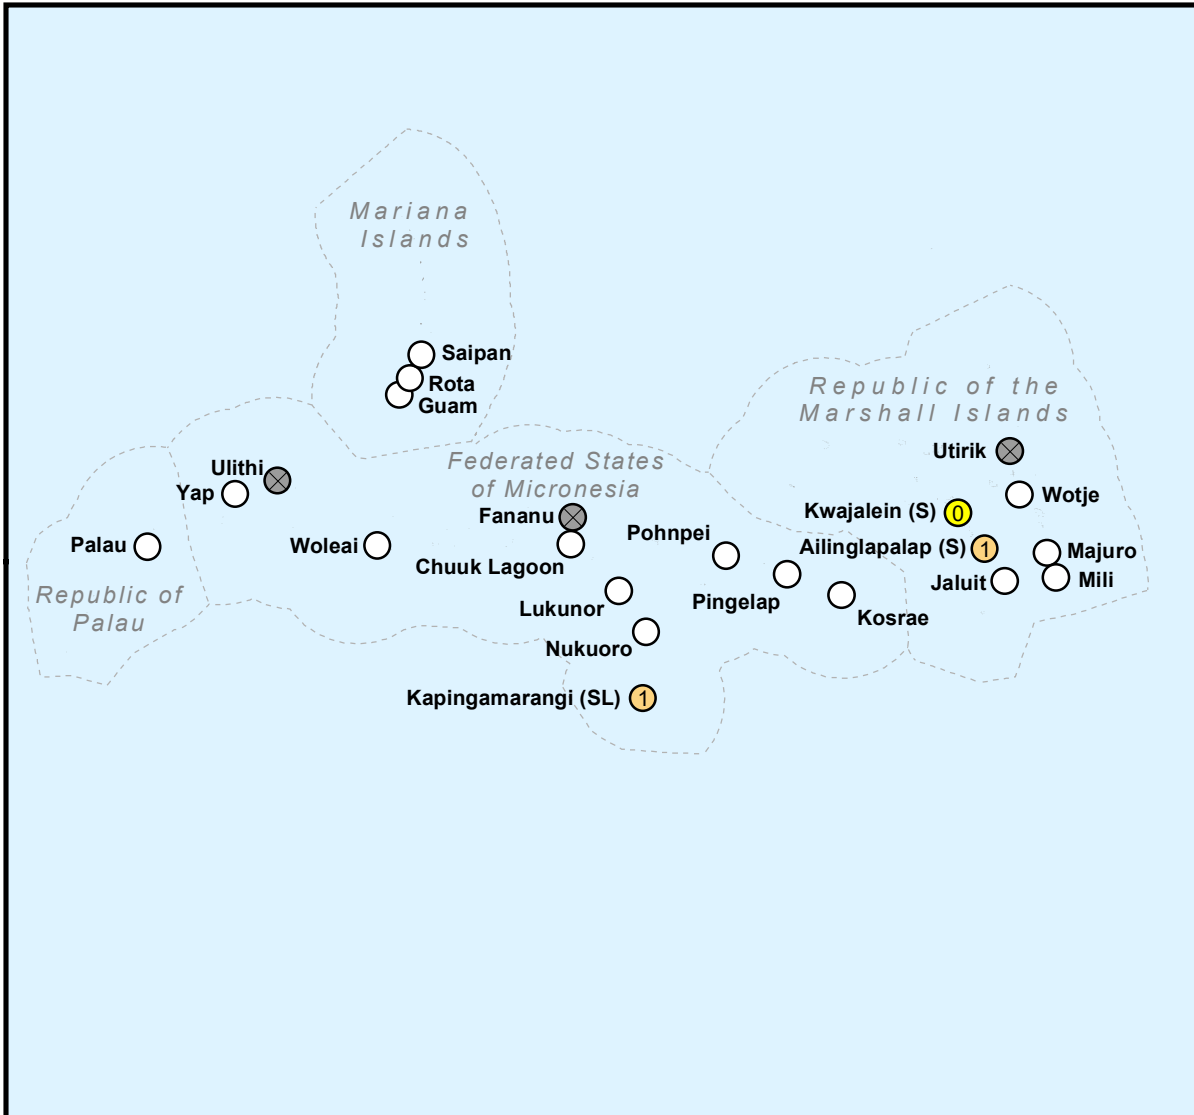 Mariana
Islands
Saipan
Rota
Guam
Republic of the
Marshall Islands
Utirik
Ulithi
Yap
Federated States
of Micronesia
Wotje
Kwajalein (S) 0
Fananu
Pohnpei
Palau
Woleai
Chuuk Lagoon
Ailinglapalap (S) 1
Majuro
Mili
Jaluit
Republic of
Palau
Lukunor
Pingelap
Kosrae
Nukuoro
Kapingamarangi (SL) 1